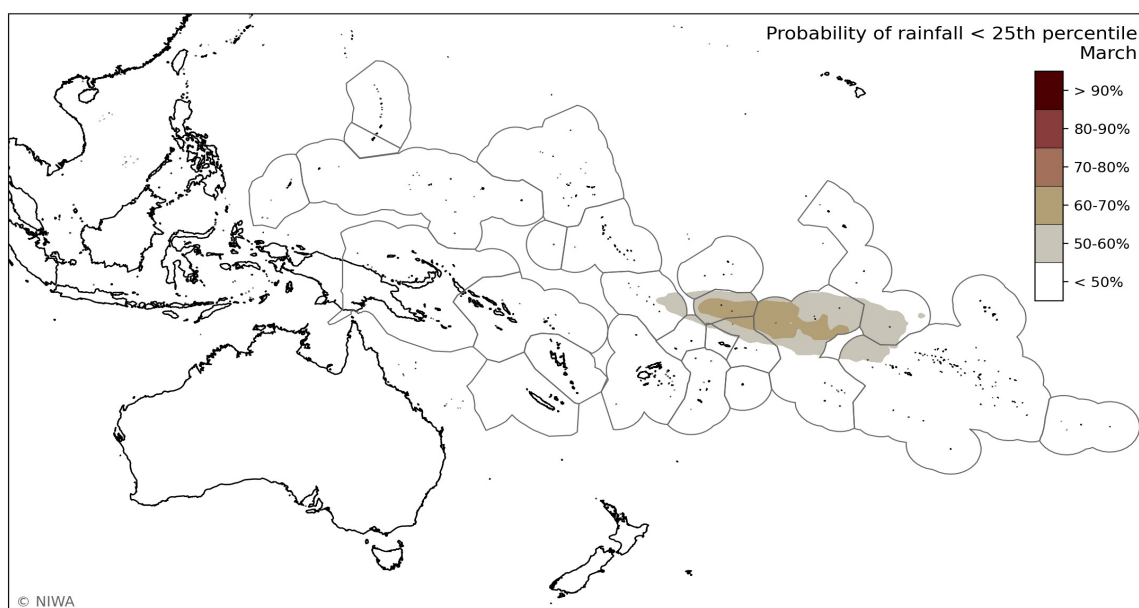 Probability of rainfall < 25th percentile
March
> 90%
80-90%
70-80%
60-70%
50-60%
< 50%
© NIWA